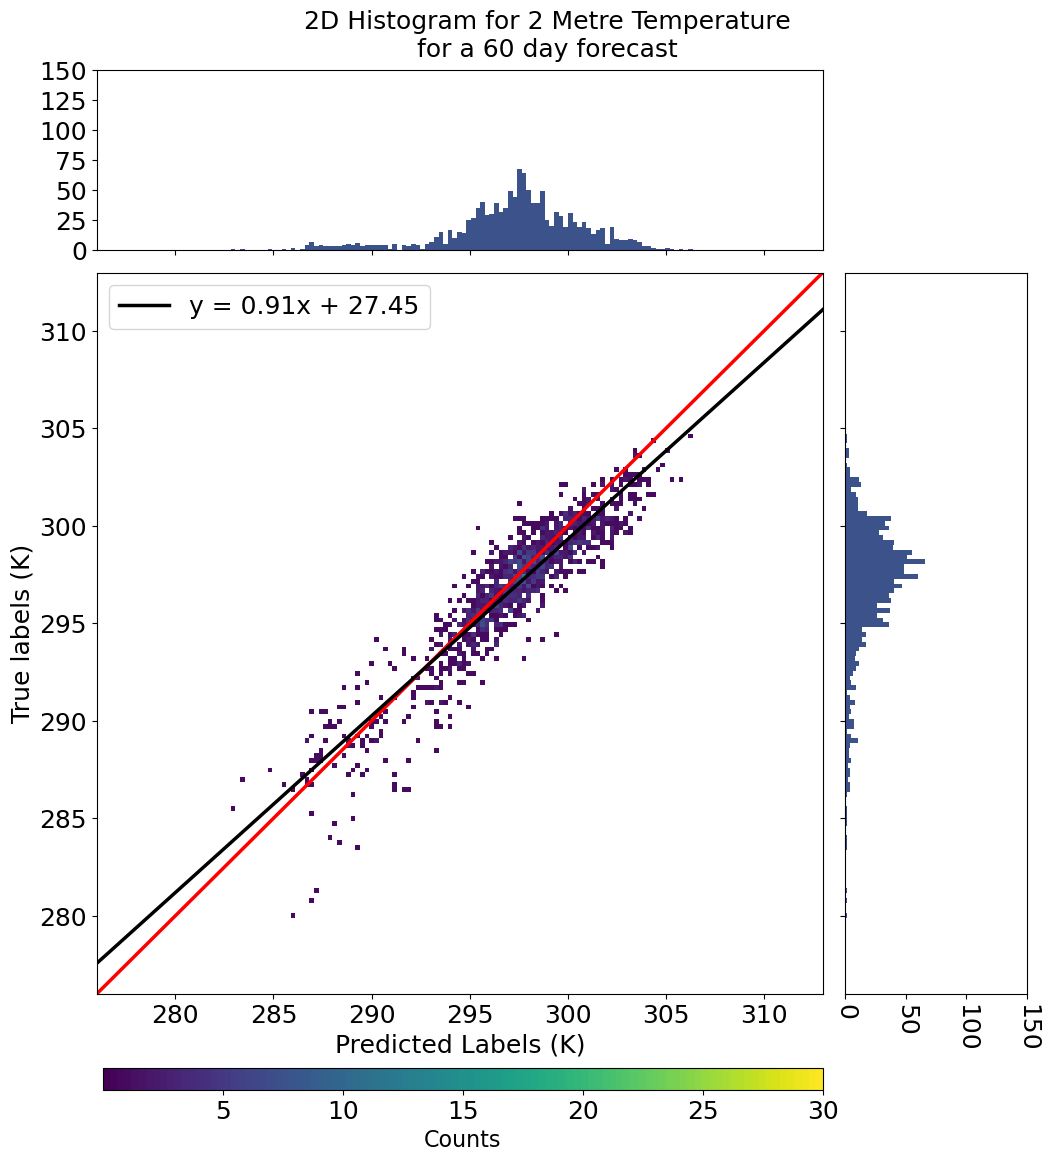 2D Histogram for 2 Metre Temperature
for a 60 day forecast
150
125
100
75
50
25
0
y = 0.91x + 27.45
310
305
300
295
290
285
280
True labels (K)
280 285 290 295 300 305 310
Predicted Labels (K)
0 50 100 150
5 10 15 20 25 30
Counts